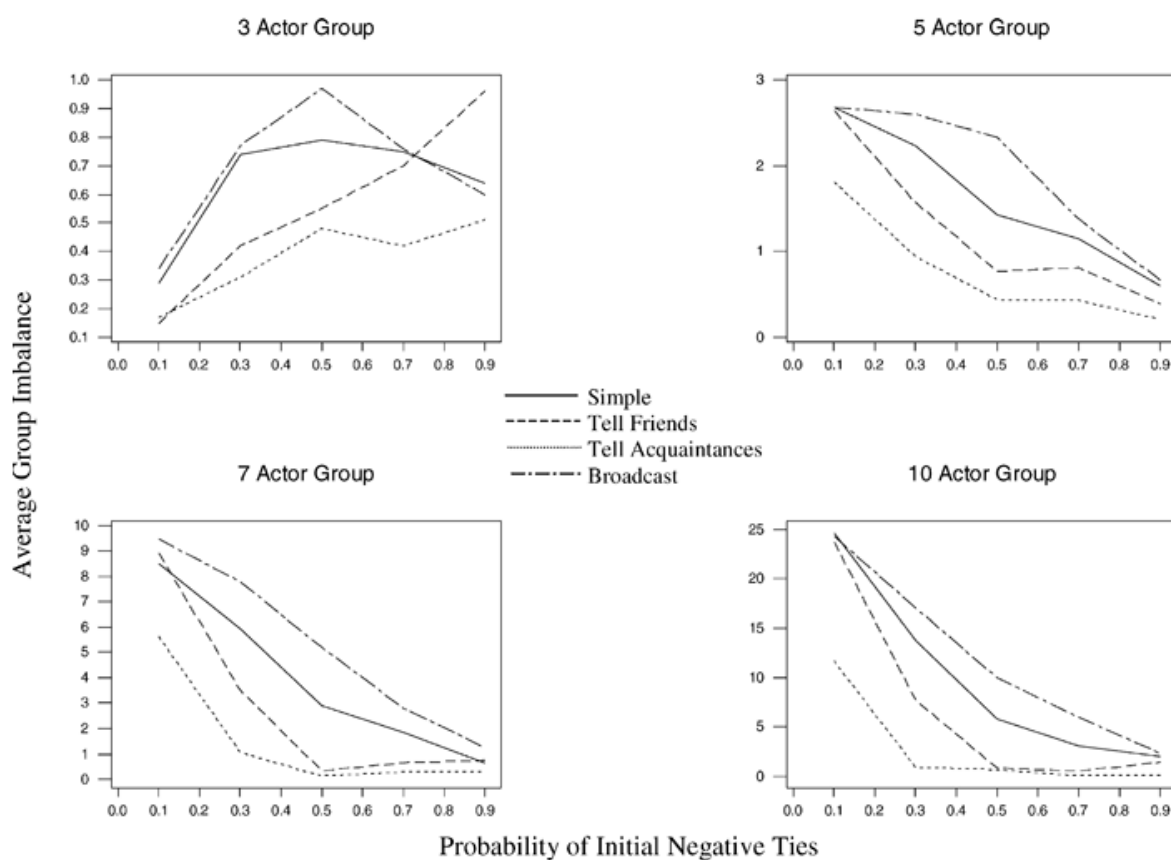 3 Actor Group
1.0
0.9
0.8
0.7
0.6
0.5
0.4
0.3
0.2
0.1
0.0 0.1 0.2 0.3 0.4 0.5 0.6 0.7 0.8 0.9
5 Actor Group
3
2
1
0
0.0 0.1 0.2 0.3 0.4 0.5 0.6 0.7 0.8 0.9
Average Group Imbalance
Simple
Tell Friends
Tell Acquaintances
Broadcast
7 Actor Group
10
9
8
7
6
5
4
3
2
1
0
0.0 0.1 0.2 0.3 0.4 0.5 0.6 0.7 0.8 0.9
10 Actor Group
25
20
15
10
5
0
0.0 0.1 0.2 0.3 0.4 0.5 0.6 0.7 0.8 0.9
Probability of Initial Negative Ties